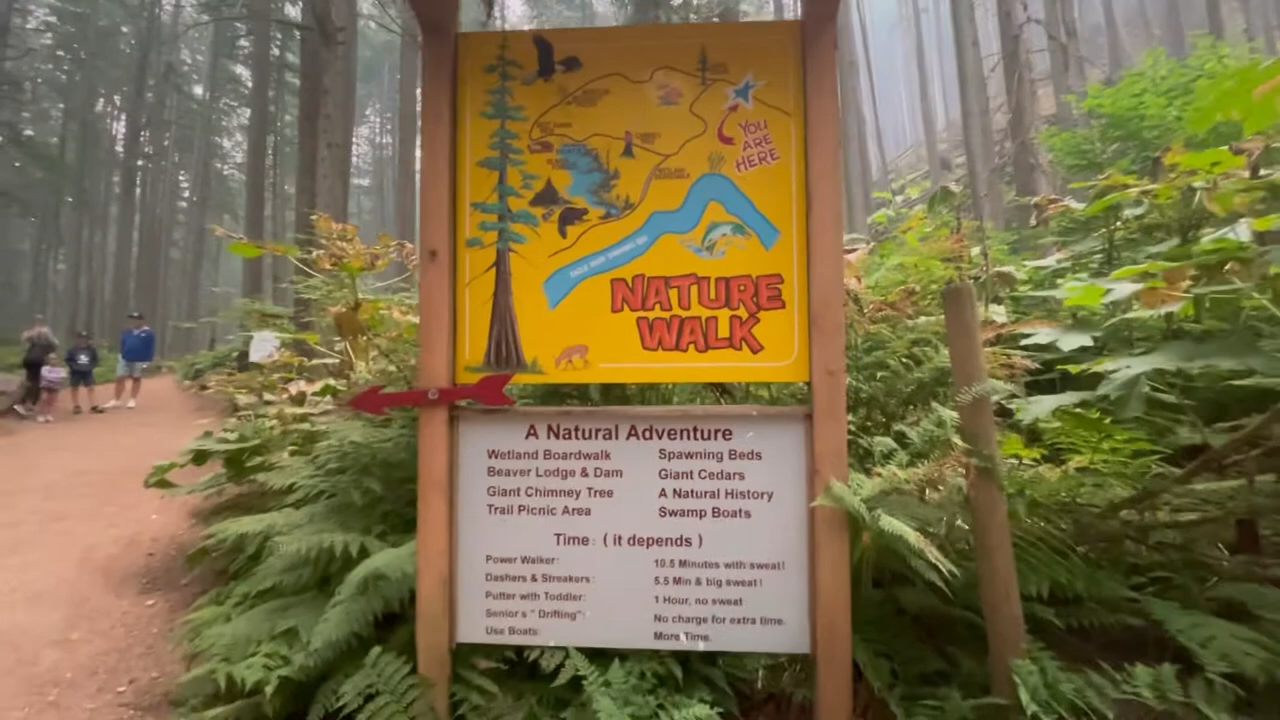 YOU
ARE
HERE
NATURE
WALK
A Natural Adventure
Wetland Boardwalk Spawning Beds
Beaver Lodge & Dam Giant Cedars
Giant Chimney Tree A Natural History
Trail Picnic Area Swamp Boats
Time: ( it depends )
Power Walker: 10.5 Minutes with sweat!
Dashers & Streakers: 5.5 Min & big sweat!
Putter with Toddler: 1 Hour, no sweat
Senior s " Drifting": No charge for extra time.
Use Boats: More Time.